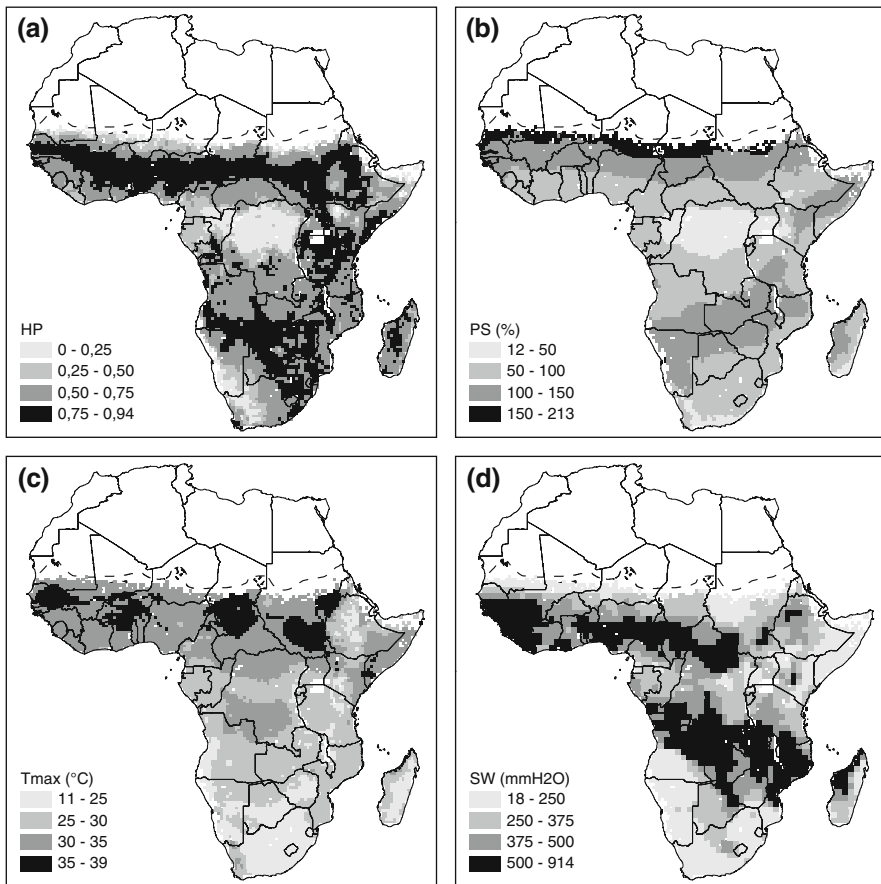 (a)
HP
0 - 0,25
0,25 - 0,50
0,50 - 0,75
0,75 - 0,94
(b)
PS (%)
12 - 50
50 - 100
100 - 150
150 - 213
(c)
Tmax (°C)
11 - 25
25 - 30
30 - 35
35 - 39
(d)
SW (mmH2O)
18 - 250
250 - 375
375 - 500
500 - 914